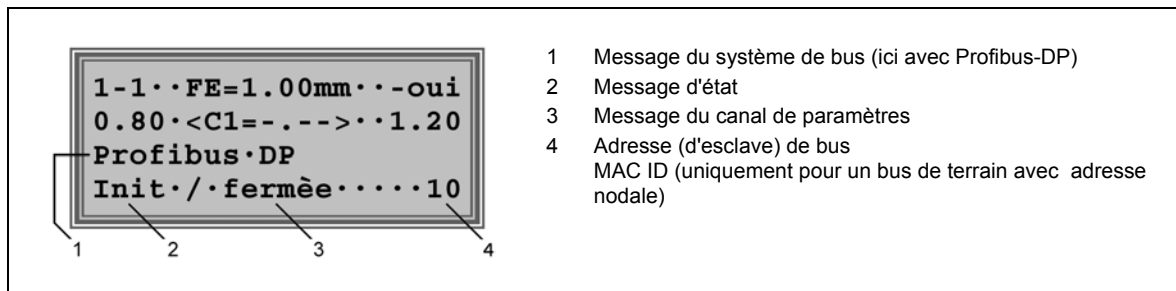 1-1··FE=1.00mm··-oui
0.80·<C1=-.-->··1.20
Profibus·DP
Init·/·fermèe·····10
1
2
3
4
1 Message du système de bus (ici avec Profibus-DP)
2 Message d'état
3 Message du canal de paramètres
4 Adresse (d'esclave) de bus
MAC ID (uniquement pour un bus de terrain avec adresse
nodale)